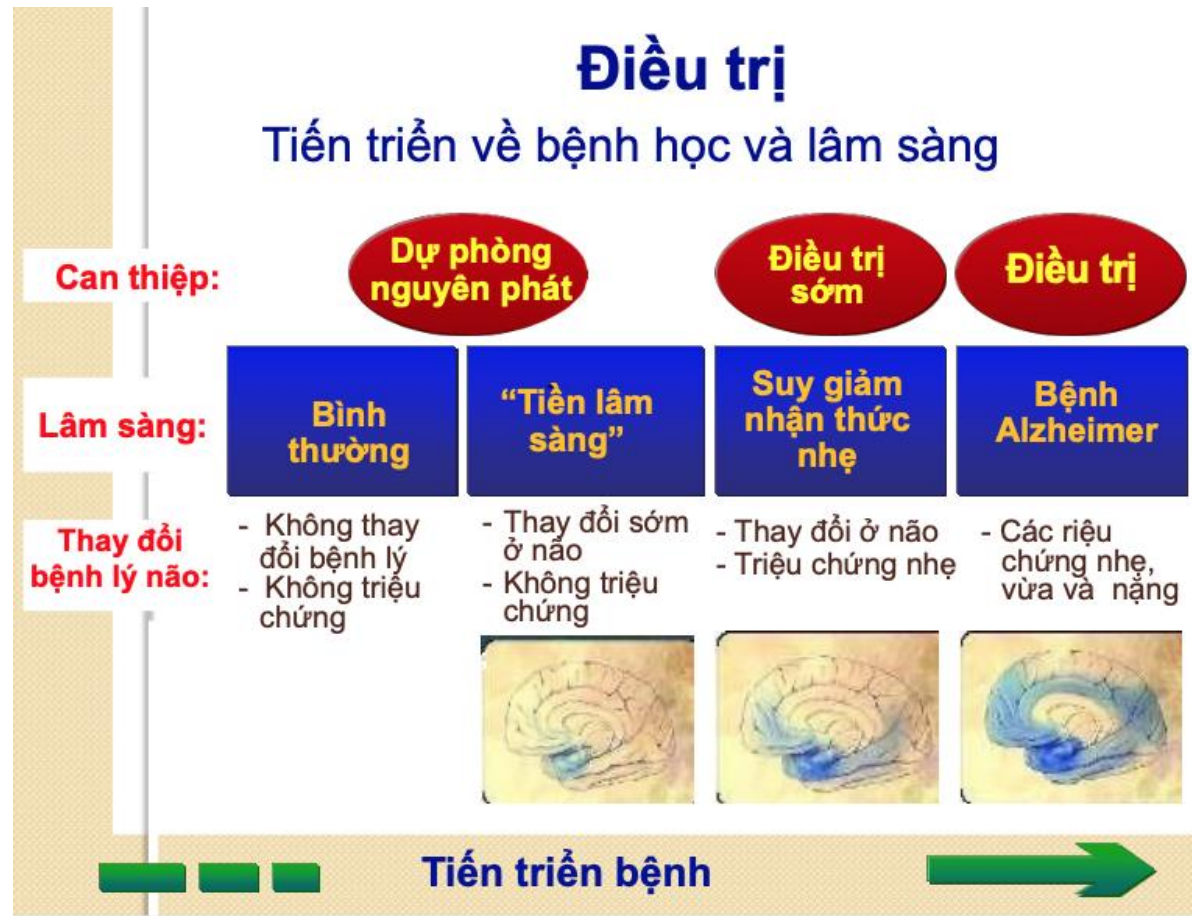 Điều trị
Tiến triển về bệnh học và lâm sàng
Can thiệp:
Dự phòng
nguyên phát
Điều trị
sớm
Điều trị
Lâm sàng:
Bình
thường
“Tiền lâm
sàng”
Suy giảm
nhận thức
nhẹ
Bệnh
Alzheimer
Thay đổi
bệnh lý não:
- Không thay
đổi bệnh lý
- Không triệu
chứng
- Thay đổi sớm
ở não
- Không triệu
chứng
- Thay đổi ở não
- Triệu chứng nhẹ
- Các riệu
chứng nhẹ,
vừa và nặng
Tiến triển bệnh